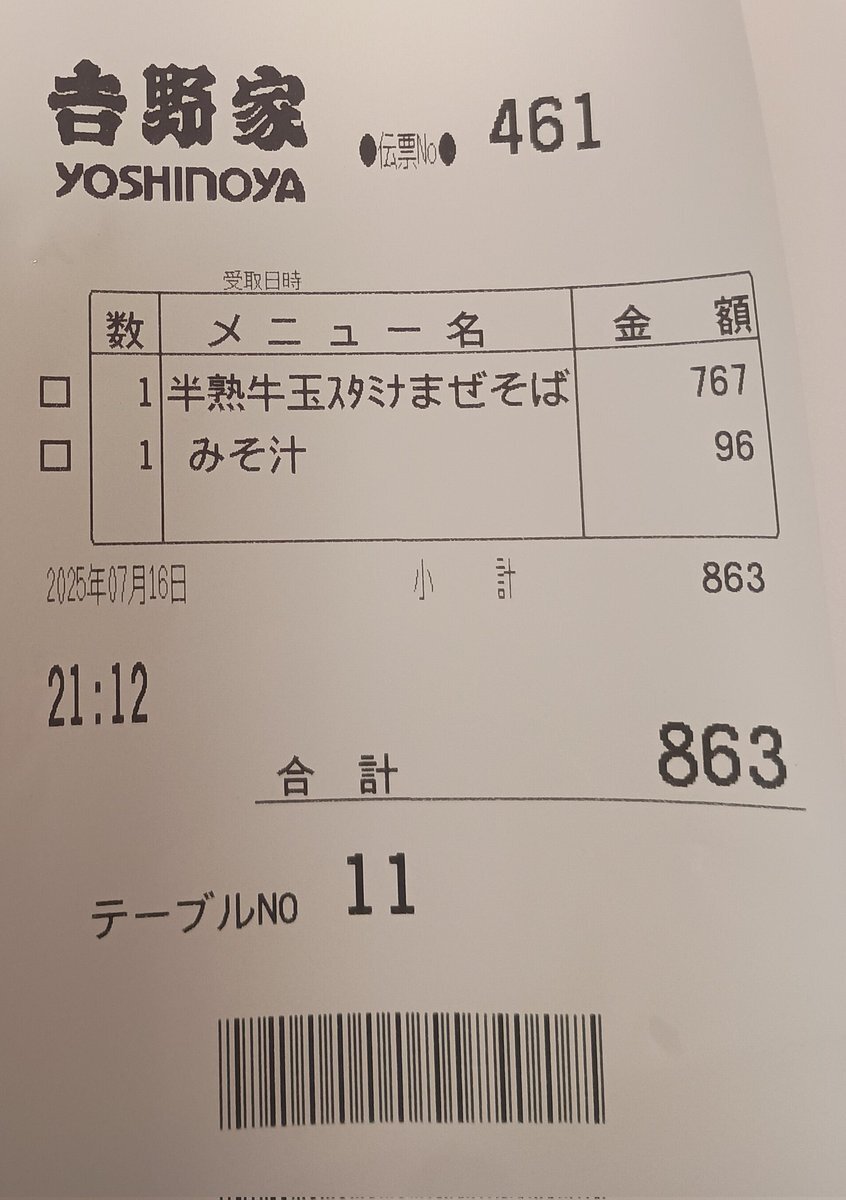 吉野家
YOSHINOYA
●伝票No● 461
受取日時
数 メニュー名 金額
□ 1 半熟牛玉ｽﾀﾐﾅまぜそば 767
□ 1 みそ汁 96
2025年07月16日 小計 863
21:12
合計 863
テーブルNO 11